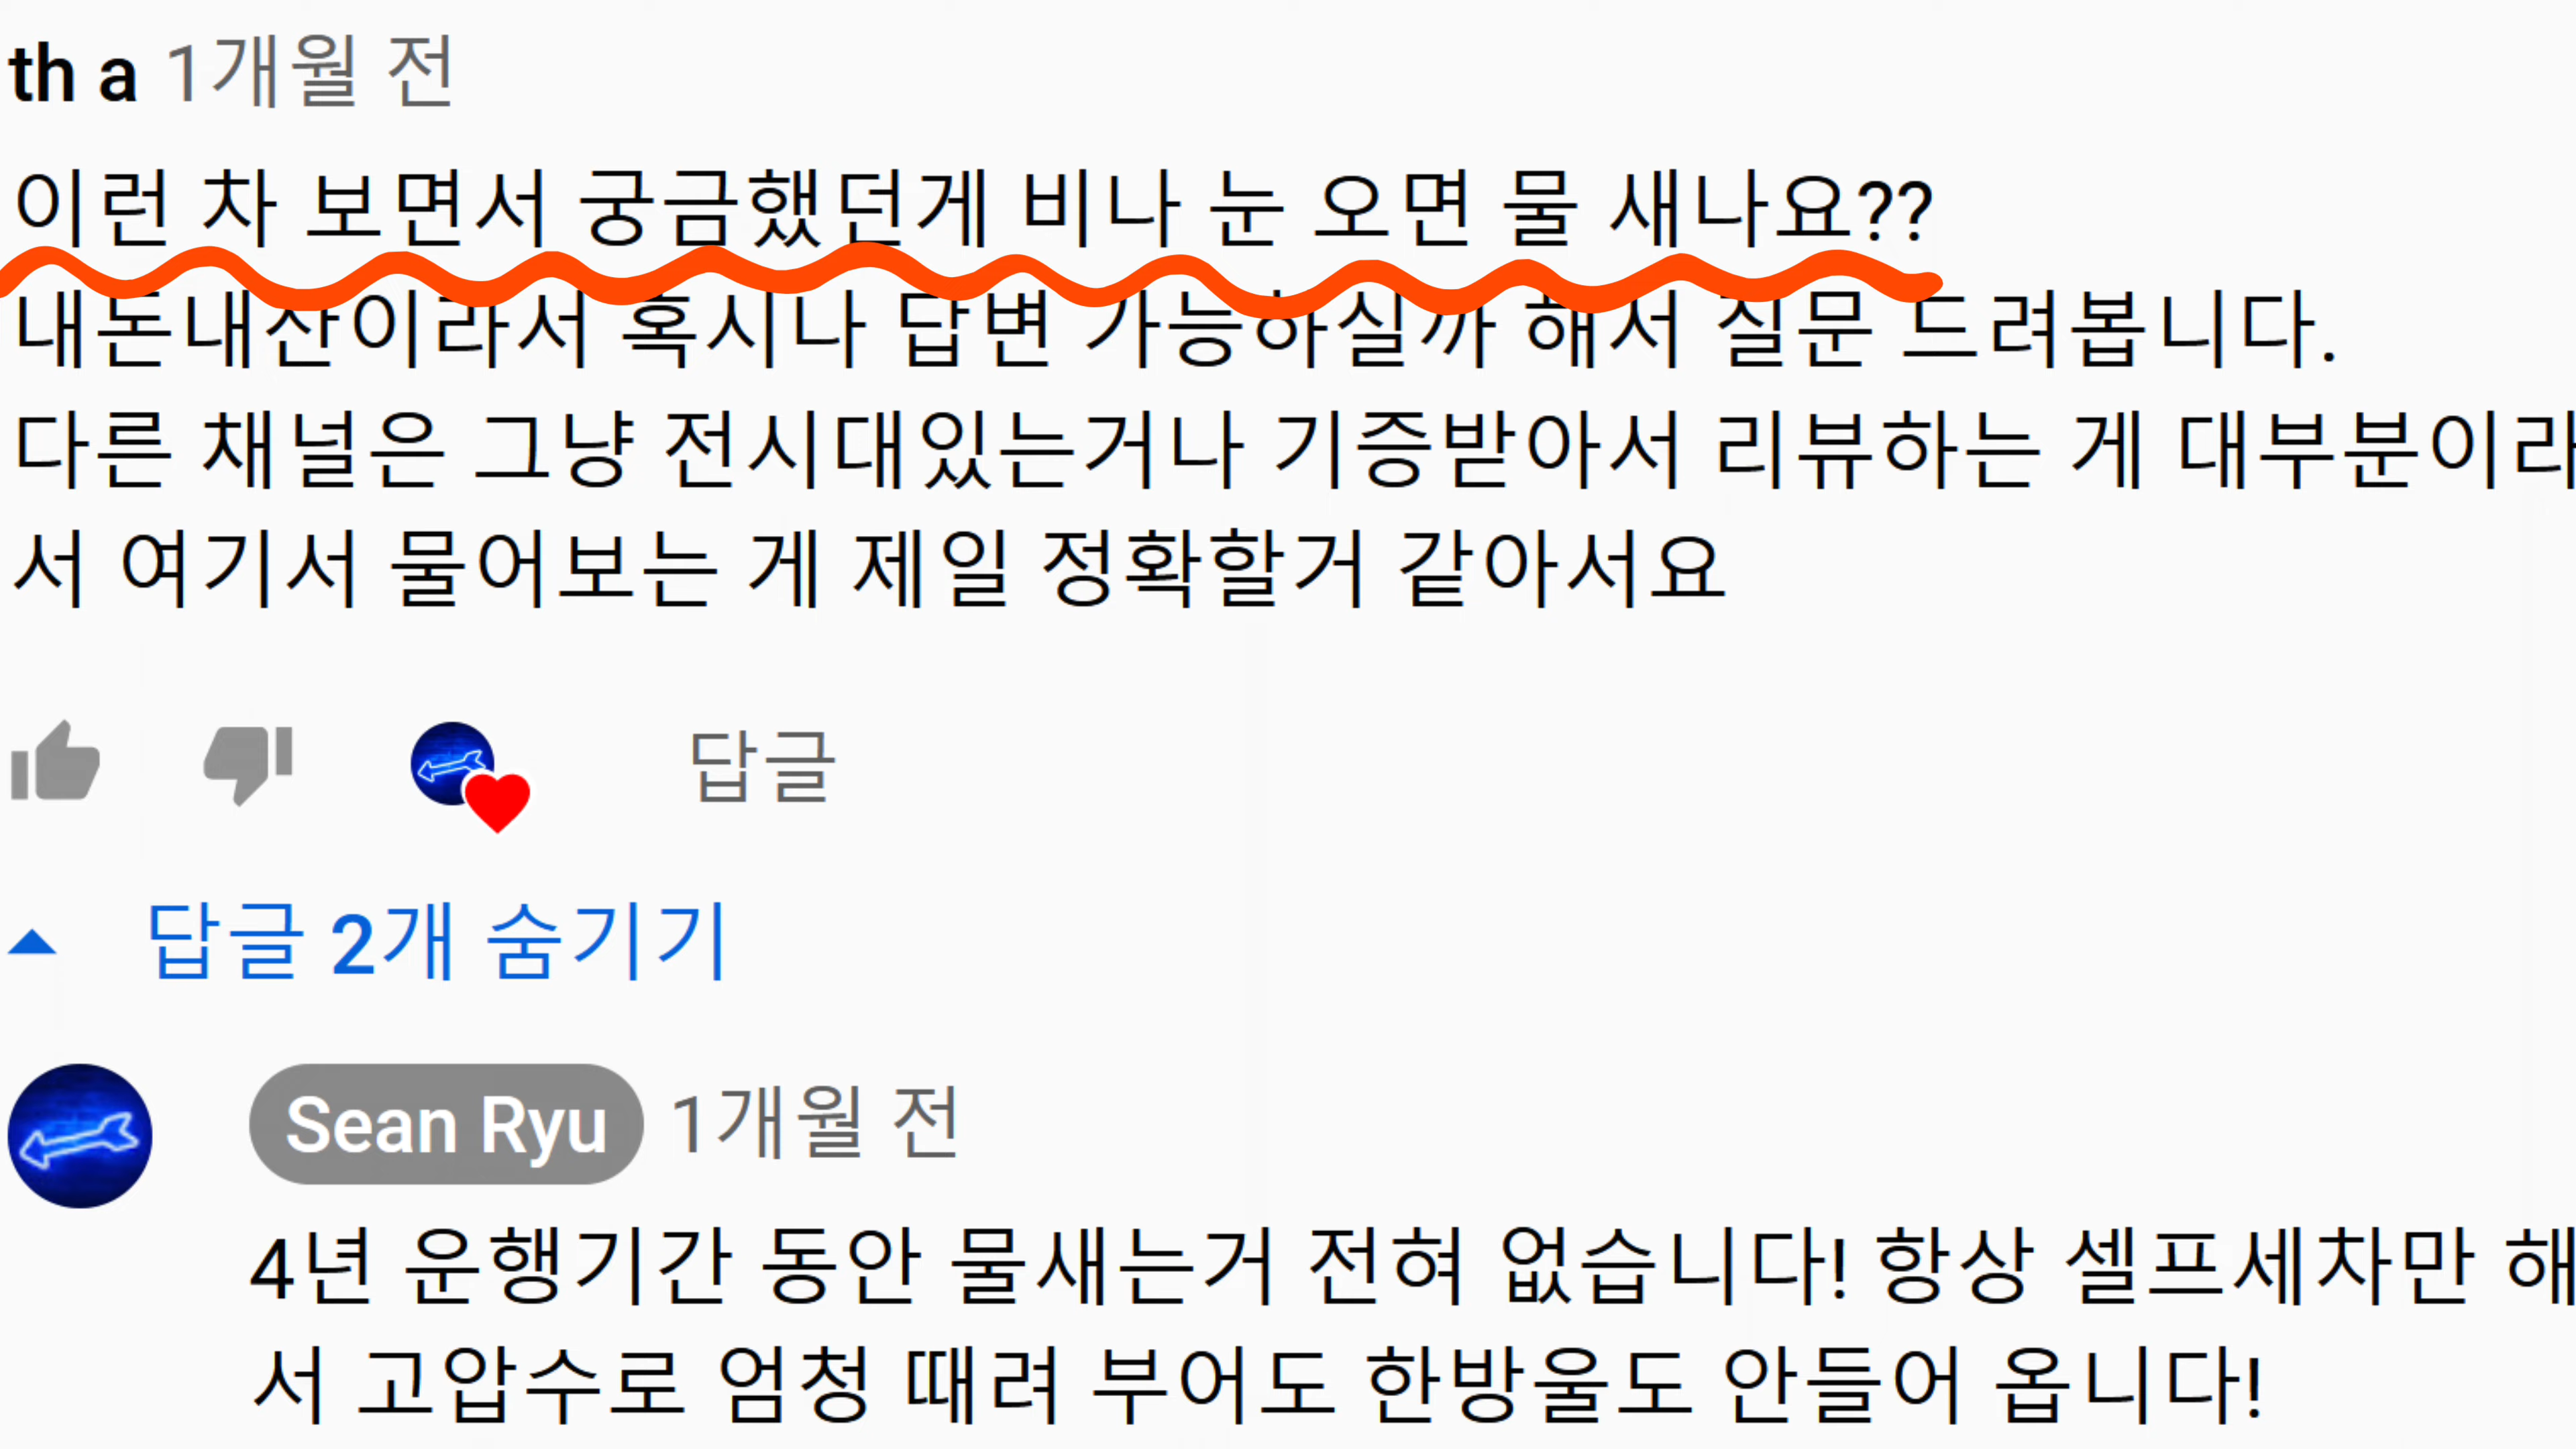 th a 1개월 전
이런 차 보면서 궁금했던게 비나 눈 오면 물 새나요??
내돈내산이라서 혹시나 답변 가능하실까 해서 질문 드려봅니다.
다른 채널은 그냥 전시대있는거나 기증받아서 리뷰하는 게 대부분이라
서 여기서 물어보는 게 제일 정확할거 같아서요
답글
답글 2개 숨기기
Sean Ryu 1개월 전
4년 운행기간 동안 물새는거 전혀 없습니다! 항상 셀프세차만 해
서 고압수로 엄청 때려 부어도 한방울도 안들어 옵니다!